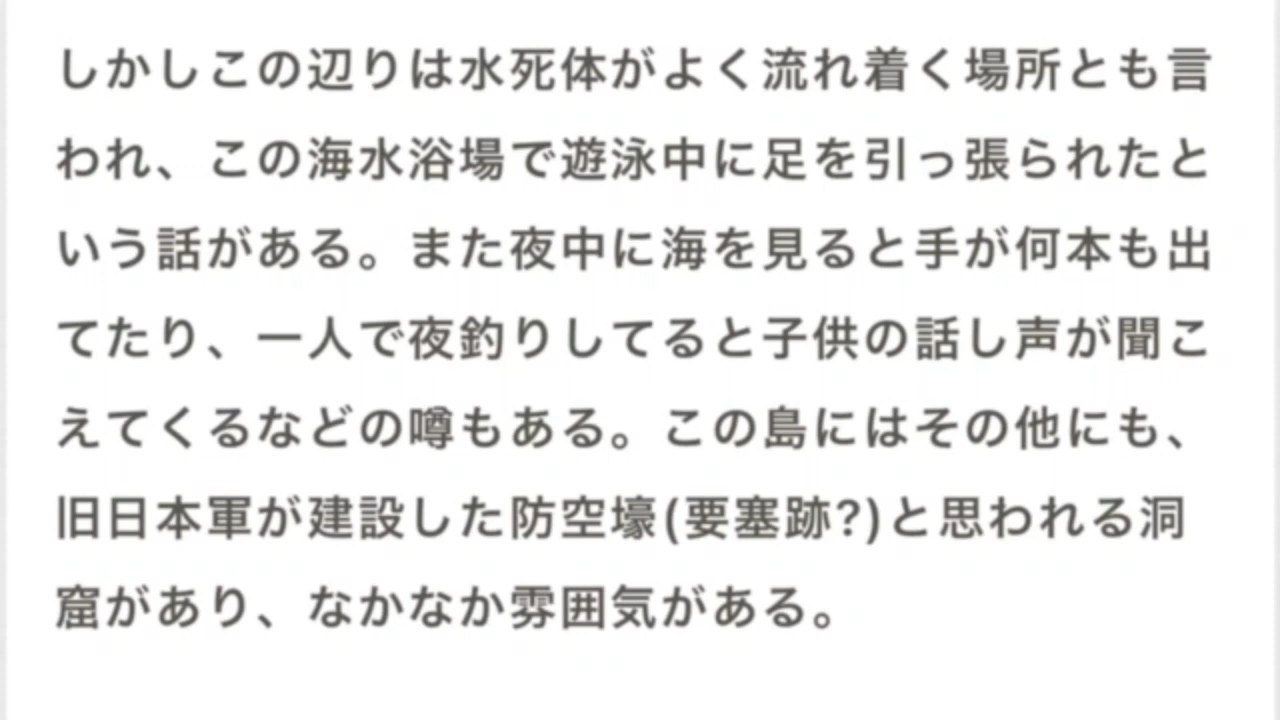 しかしこの辺りは水死体がよく流れ着く場所とも言
われ、この海水浴場で遊泳中に足を引っ張られたと
いう話がある。また夜中に海を見ると手が何本も出
てたり、一人で夜釣りしてると子供の話し声が聞こ
えてくるなどの噂もある。この島にはその他にも、
旧日本軍が建設した防空壕(要塞跡?)と思われる洞
窟があり、なかなか雰囲気がある。